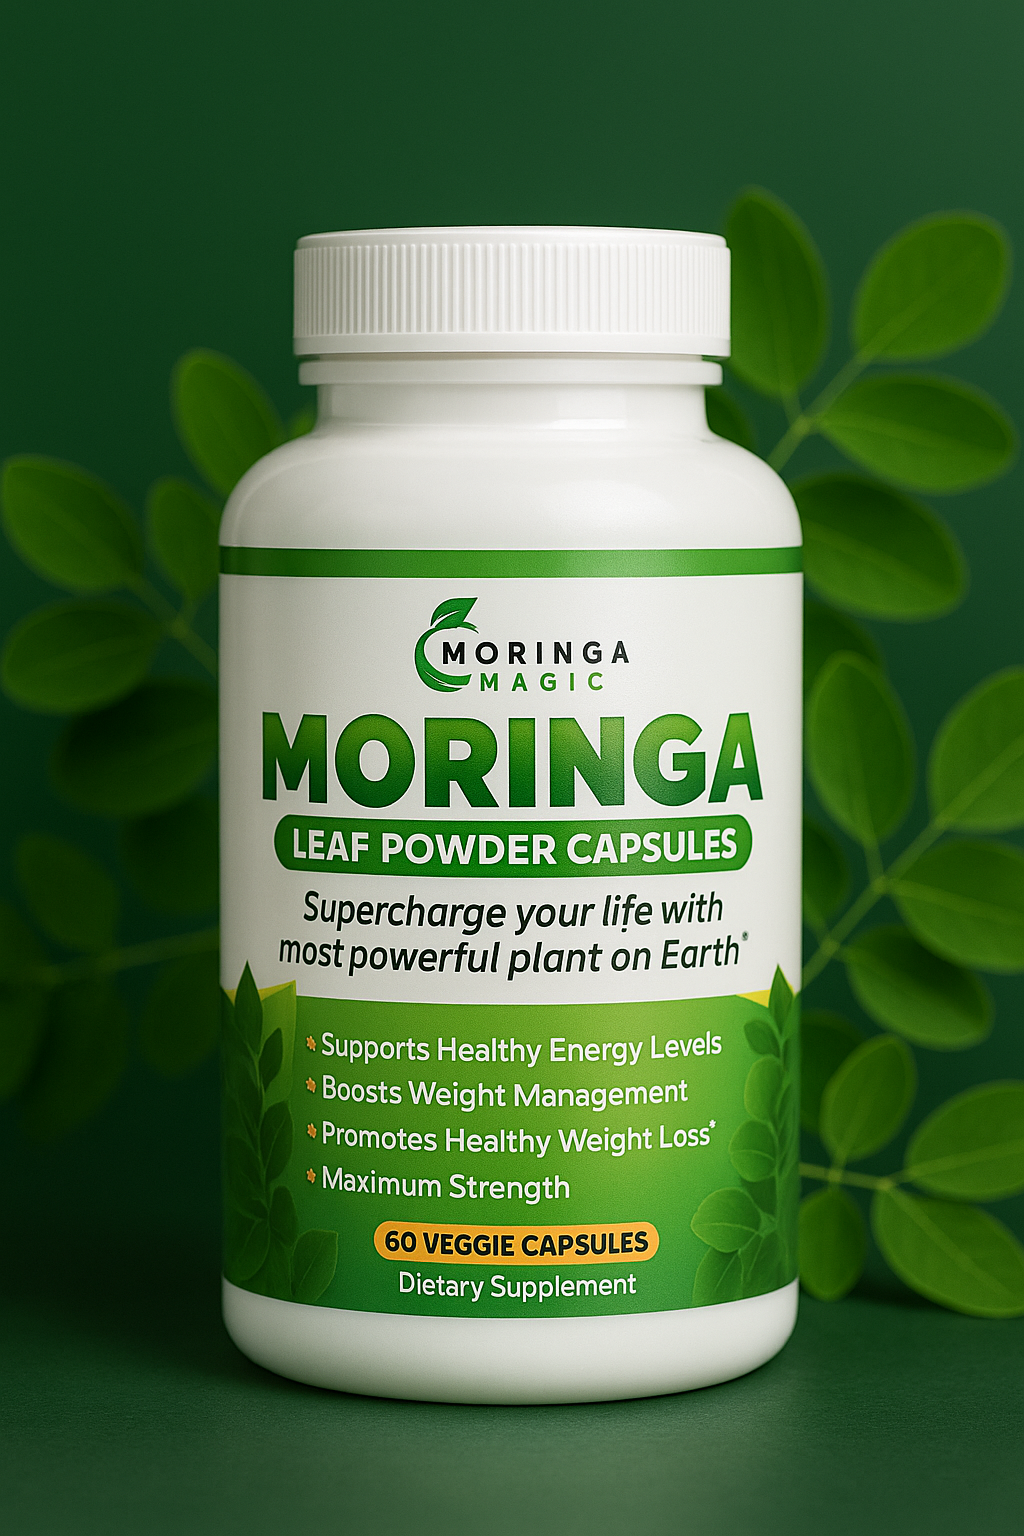 MORINGA
MAGIC
MORINGA
LEAF POWDER CAPSULES
Supercharge your life with
most powerful plant on Earth*
* Supports Healthy Energy Levels
* Boosts Weight Management
* Promotes Healthy Weight Loss*
* Maximum Strength
60 VEGGIE CAPSULES
Dietary Supplement